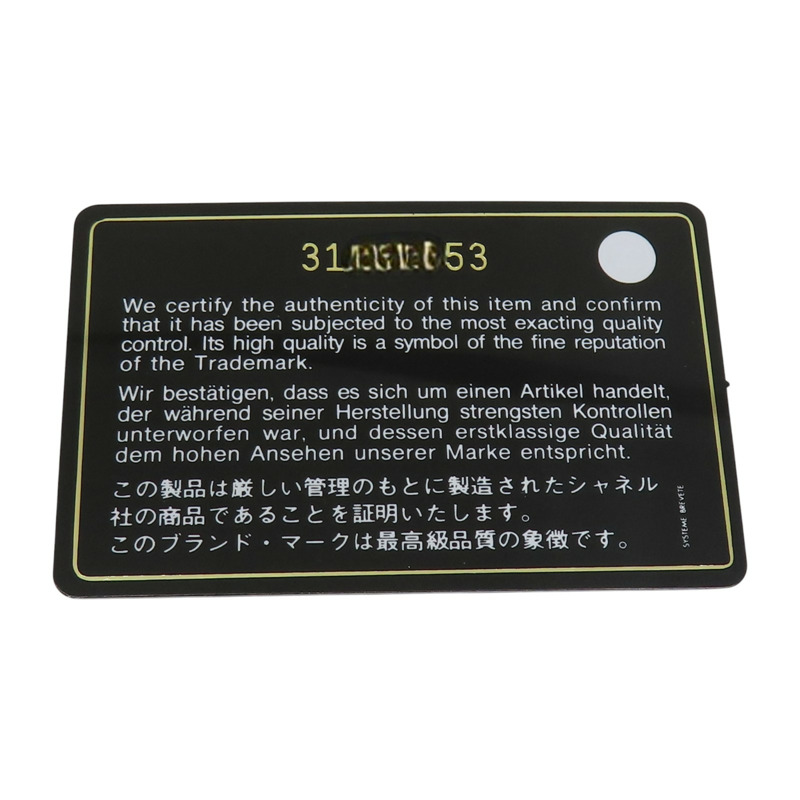 31 53
We certify the authenticity of this item and confirm
that it has been subjected to the most exacting quality
control. Its high quality is a symbol of the fine reputation
of the Trademark.
Wir bestätigen, dass es sich um einen Artikel handelt,
der während seiner Herstellung strengsten Kontrollen
unterworfen war, und dessen erstklassige Qualität
dem hohen Ansehen unserer Marke entspricht.
この製品は厳しい管理のもとに製造されたシャネル
社の商品であることを証明いたします。
このブランド・マークは最高級品質の象徴です。
SYSTEME BREVETE